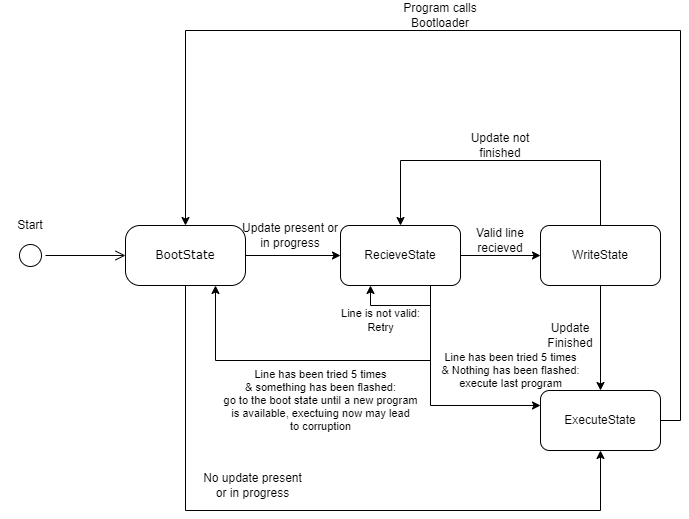 Program calls
Bootloader
Update not
finished
Start
Update present or
in progress
Valid line
recieved
BootState
RecieveState
WriteState
Line is not valid:
Retry
Update
Finished
Line has been tried 5 times
& Nothing has been flashed:
execute last program
Line has been tried 5 times
& something has been flashed:
go to the boot state until a new program
is available, exectuing now may lead
to corruption
ExecuteState
No update present
or in progress